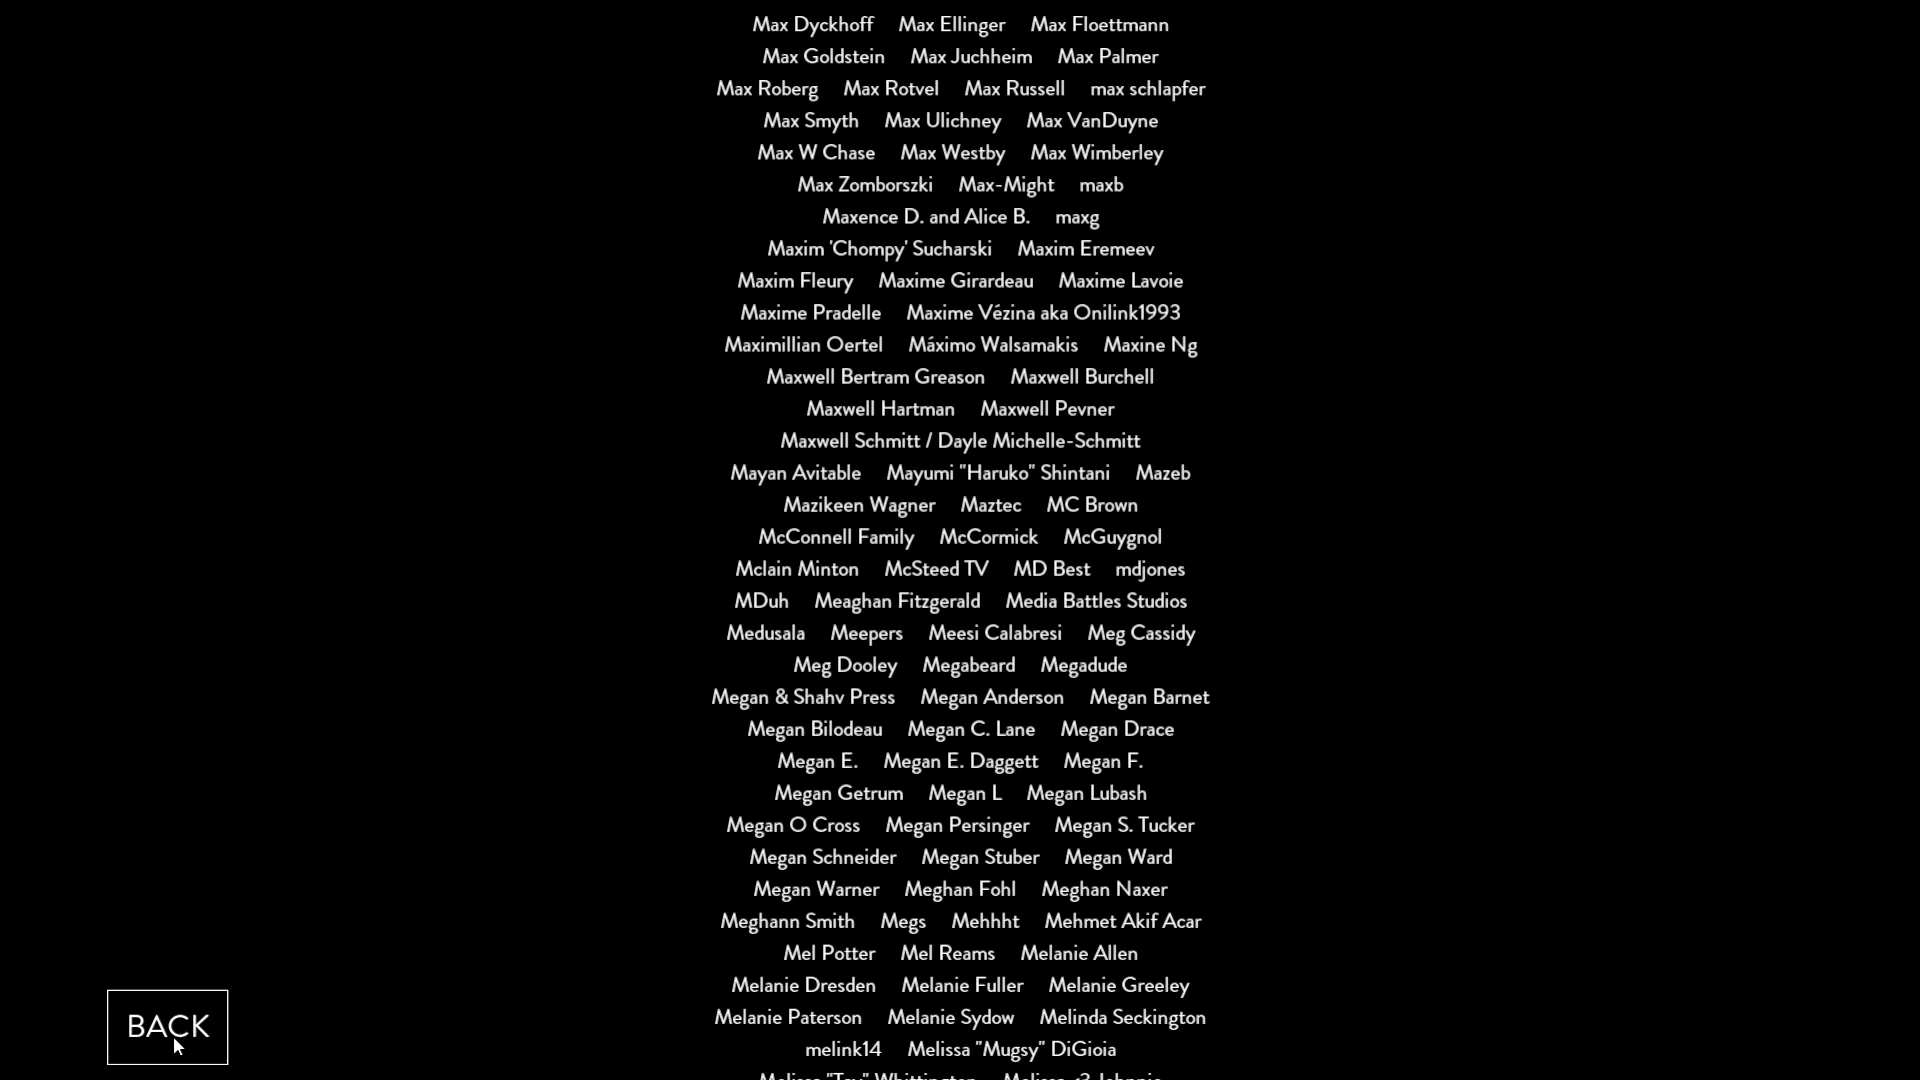 Max Dyckhoff Max Ellinger Max Floettmann
Max Goldstein Max Juchheim Max Palmer
Max Roberg Max Rotvel Max Russell max schlapfer
Max Smyth Max Ulichney Max VanDuyne
Max W Chase Max Westby Max Wimberley
Max Zomborszki Max-Might maxb
Maxence D. and Alice B. maxg
Maxim 'Chompy' Sucharski Maxim Eremeev
Maxim Fleury Maxime Girardeau Maxime Lavoie
Maxime Pradelle Maxime Vézina aka Onilink1993
Maximillian Oertel Máximo Walsamakis Maxine Ng
Maxwell Bertram Greason Maxwell Burchell
Maxwell Hartman Maxwell Pevner
Maxwell Schmitt / Dayle Michelle-Schmitt
Mayan Avitable Mayumi "Haruko" Shintani Mazeb
Mazikeen Wagner Maztec MC Brown
McConnell Family McCormick McGuygnol
Mclain Minton McSteed TV MD Best mdjones
MDuh Meaghan Fitzgerald Media Battles Studios
Medusala Meepers Meesi Calabresi Meg Cassidy
Meg Dooley Megabeard Megadude
Megan & Shahv Press Megan Anderson Megan Barnet
Megan Bilodeau Megan C. Lane Megan Drace
Megan E. Megan E. Daggett Megan F.
Megan Getrum Megan L Megan Lubash
Megan O Cross Megan Persinger Megan S. Tucker
Megan Schneider Megan Stuber Megan Ward
Megan Warner Meghan Fohl Meghan Naxer
Meghann Smith Megs Mehhht Mehmet Akif Acar
Mel Potter Mel Reams Melanie Allen
Melanie Dresden Melanie Fuller Melanie Greeley
Melanie Paterson Melanie Sydow Melinda Seckington
melink14 Melissa "Mugsy" DiGioia
Melissa Whittington Melissa <3
BACK